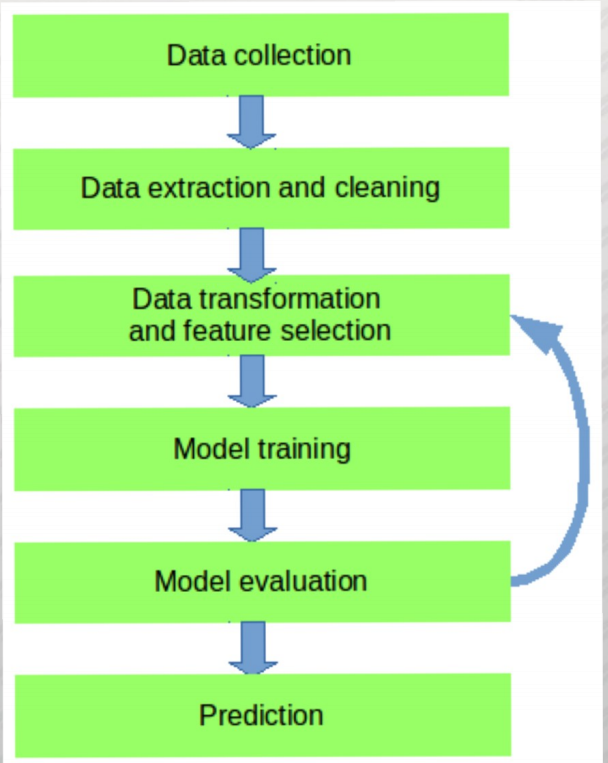 Data collection
Data extraction and cleaning
Data transformation
and feature selection
Model training
Model evaluation
Prediction